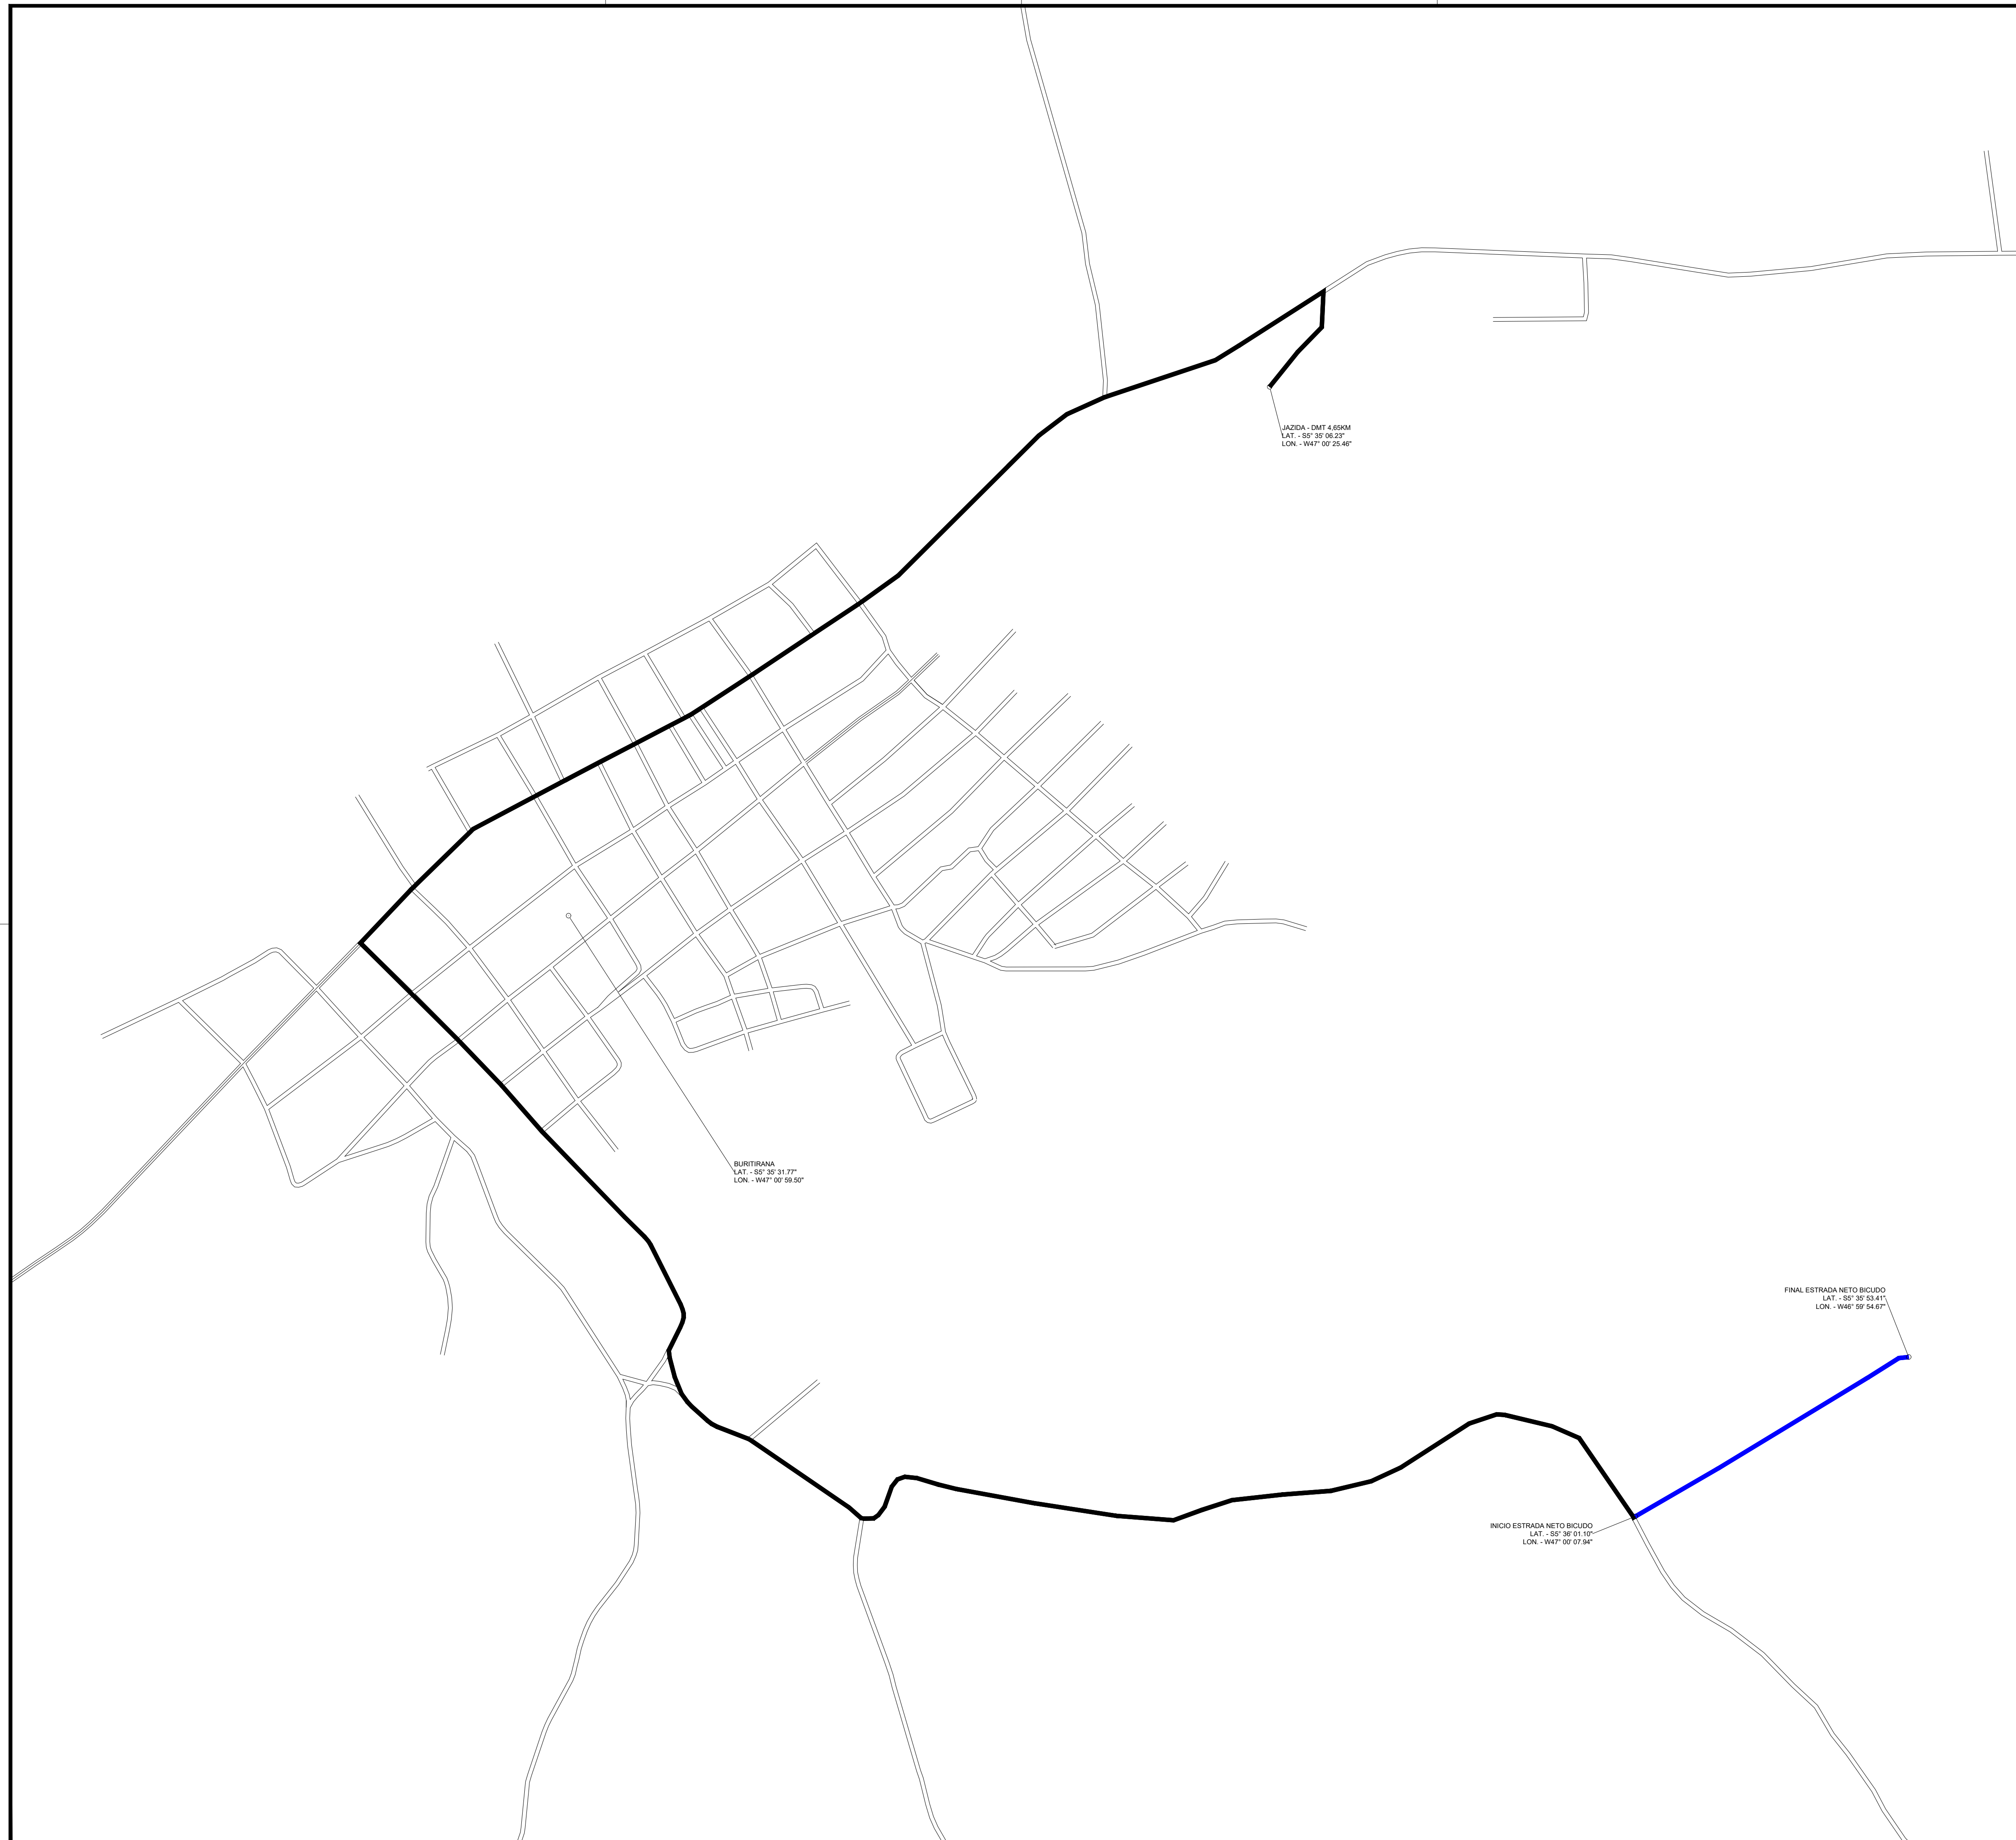 JAZIDA - DMT 4,65KM
LAT. - S5° 35' 06.23"
LON. - W47° 00' 25.46"
BURITIRANA
LAT. - S5° 35' 31.77"
LON. - W47° 00' 59.50"
FINAL ESTRADA NETO BICUDO
LAT. - S5° 35' 53.41"
LON. - W46° 59' 54.67"
INICIO ESTRADA NETO BICUDO
LAT. - S5° 36' 01.10"
LON. - W47° 00' 07.94"